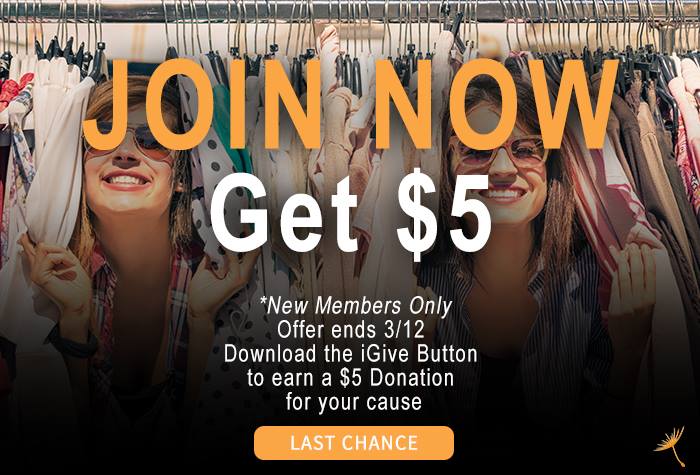 JOIN NOW
Get $5
*New Members Only
Offer ends 3/12
Download the iGive Button
to earn a $5 Donation
for your cause
LAST CHANCE